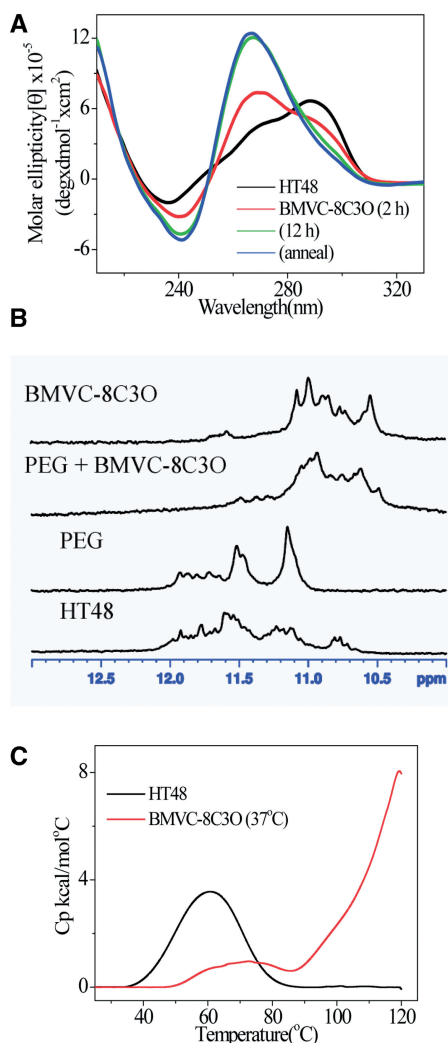 A
Molar ellipticity[θ] x10⁻⁵
(degxdmol⁻¹xcm²)
12
6
0
-6
HT48
BMVC-8C3O (2 h)
(12 h)
(anneal)
240
280
320
Wavelength(nm)
B
BMVC-8C3O
PEG + BMVC-8C3O
PEG
HT48
12.5
12.0
11.5
11.0
10.5
ppm
C
Cp kcal/mol°C
8
4
0
HT48
BMVC-8C3O (37°C)
40
60
80
100
120
Temperature(°C)